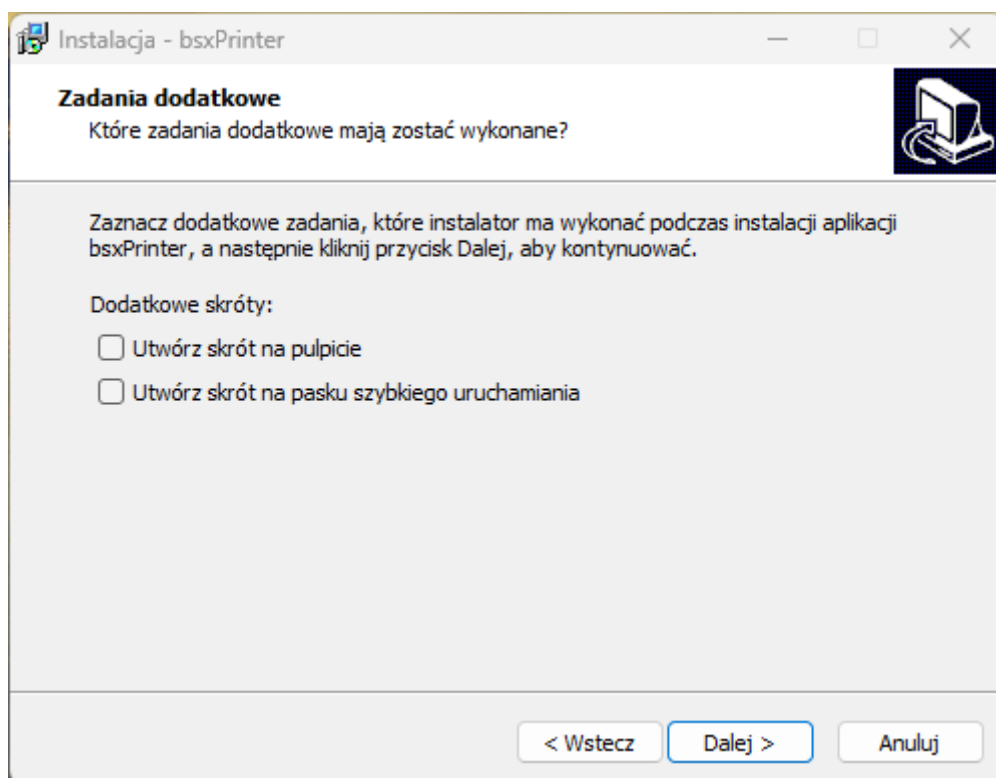 Instalacja - bsxPrinter
Zadania dodatkowe
Które zadania dodatkowe mają zostać wykonane?
Zaznacz dodatkowe zadania, które instalator ma wykonać podczas instalacji aplikacji
bsxPrinter, a następnie kliknij przycisk Dalej, aby kontynuować.
Dodatkowe skróty:
Utwórz skrót na pulpicie
Utwórz skrót na pasku szybkiego uruchamiania
< Wstecz
Dalej >
Anuluj